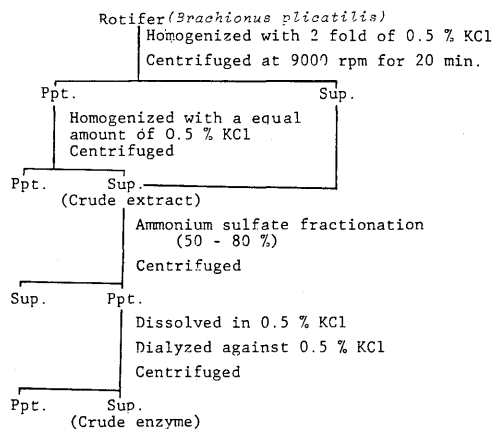 Rotifer(Brachionus plicatilis)
Homogenized with 2 fold of 0.5 % KCl
Centrifuged at 9000 rpm for 20 min.
Ppt. Sup.
Homogenized with a equal
amount of 0.5 % KCl
Centrifuged
Ppt. Sup.
(Crude extract)
Ammonium sulfate fractionation
(50 - 80 %)
Centrifuged
Sup. Ppt.
Dissolved in 0.5 % KCl
Dialyzed against 0.5 % KCl
Centrifuged
Ppt. Sup.
(Crude enzyme)